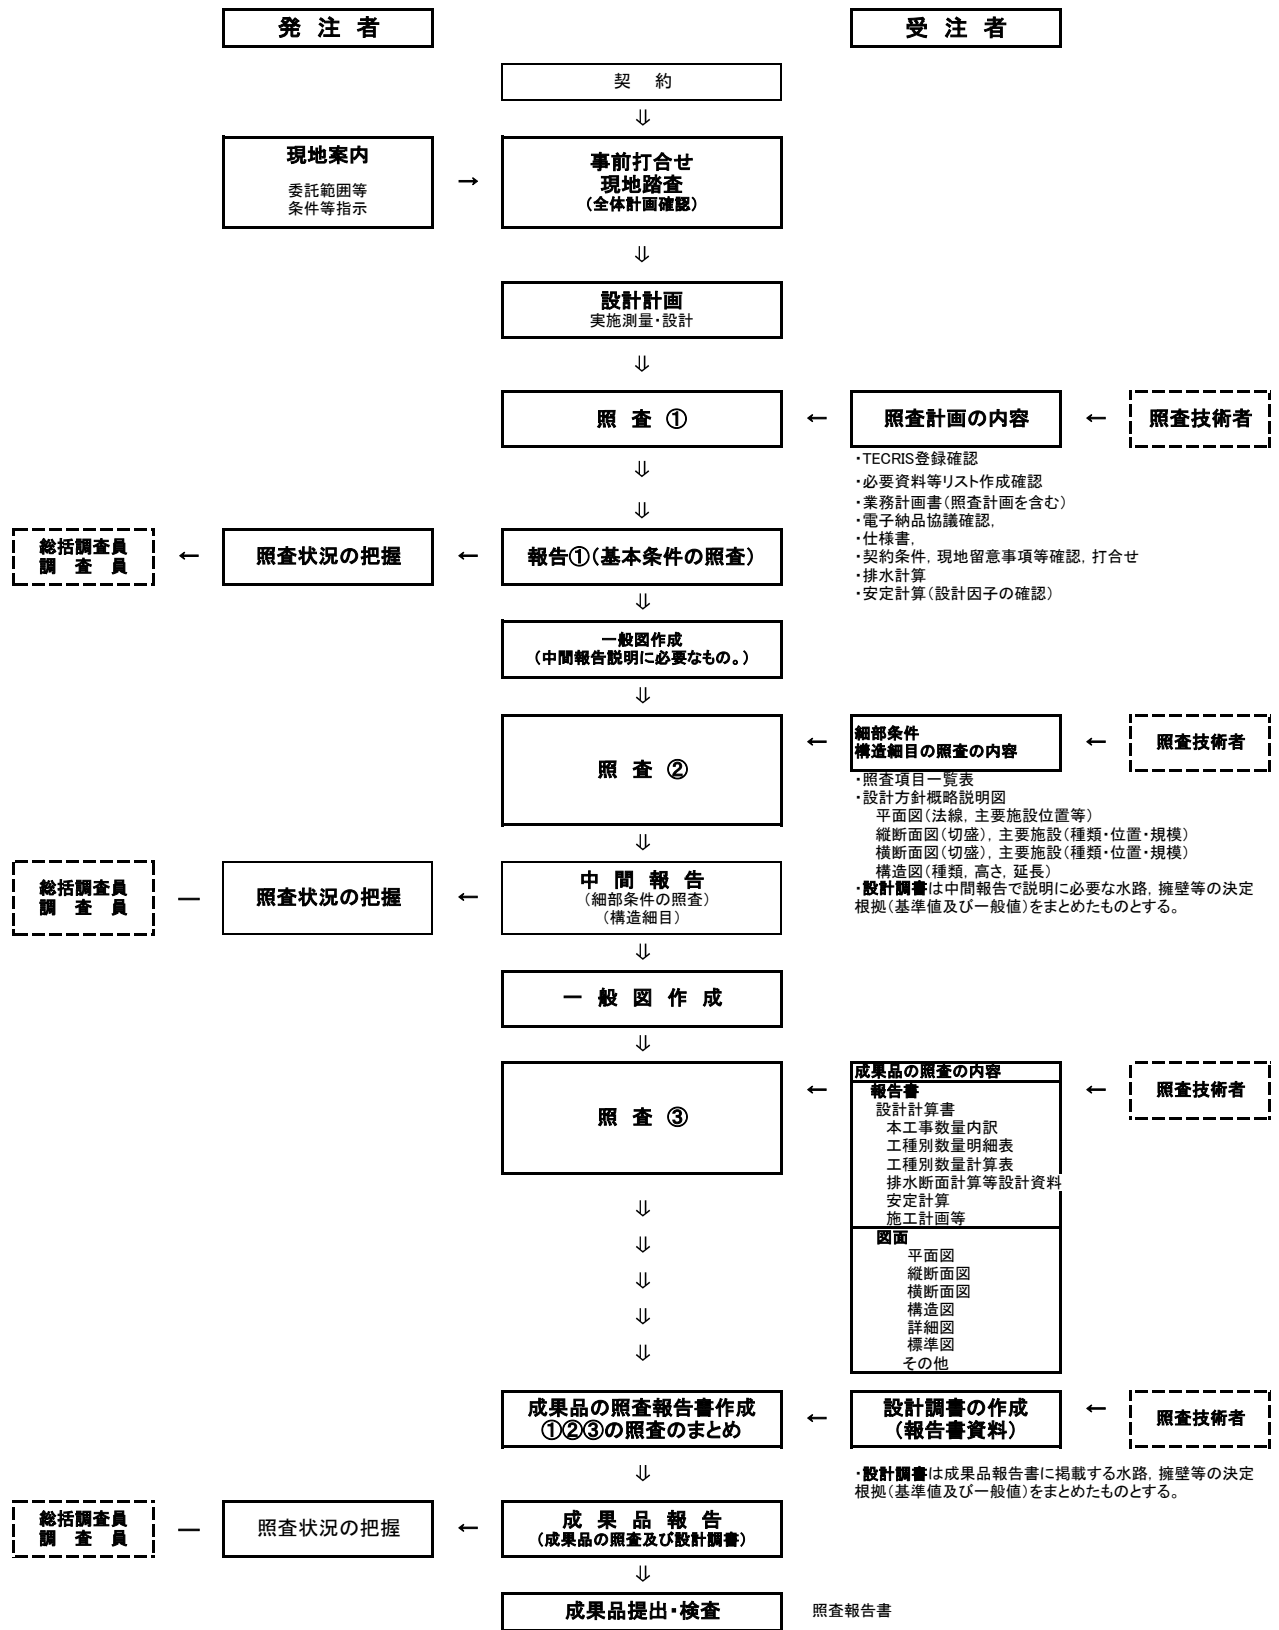 発 注 者
受 注 者
契 約
⇓
現地案内
委託範囲等
条件等指示
→
事前打合せ
現地踏査
(全体計画確認)
⇓
設計計画
実施測量・設計
⇓
照 査 ①
←
照査計画の内容
←
照査技術者
・TECRIS登録確認
・必要資料等リスト作成確認
・業務計画書(照査計画を含む)
・電子納品協議確認,
・仕様書,
・契約条件, 現地留意事項等確認, 打合せ
・排水計算
・安定計算(設計因子の確認)
⇓
⇓
総括調査員
調 査 員
←
照査状況の把握
←
報告①(基本条件の照査)
⇓
一般図作成
(中間報告説明に必要なもの。)
⇓
照 査 ②
←
細部条件
構造細目の照査の内容
←
照査技術者
・照査項目一覧表
・設計方針概略説明図
平面図(法線, 主要施設位置等)
縦断面図(切盛), 主要施設(種類・位置・規模)
横断面図(切盛), 主要施設(種類・位置・規模)
構造図(種類, 高さ, 延長)
・設計調書は中間報告で説明に必要な水路, 擁壁等の決定
根拠(基準値及び一般値)をまとめたものとする。
⇓
総括調査員
調 査 員
―
照査状況の把握
←
中 間 報 告
(細部条件の照査)
(構造細目)
⇓
一 般 図 作 成
⇓
照 査 ③
←
成果品の照査の内容
←
照査技術者
報告書
設計計算書
本工事数量内訳
工種別数量明細表
工種別数量計算表
排水断面計算等設計資料
安定計算
施工計画等
図面
平面図
縦断面図
横断面図
構造図
詳細図
標準図
その他
⇓
⇓
⇓
⇓
⇓
成果品の照査報告書作成
①②③の照査のまとめ
←
設計調書の作成
(報告書資料)
←
照査技術者
・設計調書は成果品報告書に掲載する水路, 擁壁等の決定
根拠(基準値及び一般値)をまとめたものとする。
⇓
総括調査員
調 査 員
―
照査状況の把握
←
成 果 品 報 告
(成果品の照査及び設計調書)
⇓
成果品提出・検査
照査報告書